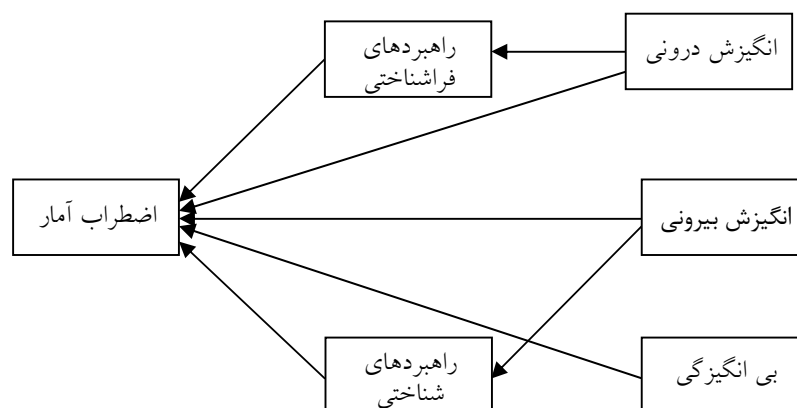 انگیزش درونی
راهبردهای
فراشناختی
انگیزش بیرونی
اضطراب آمار
بی انگیزگی
راهبردهای
شناختی